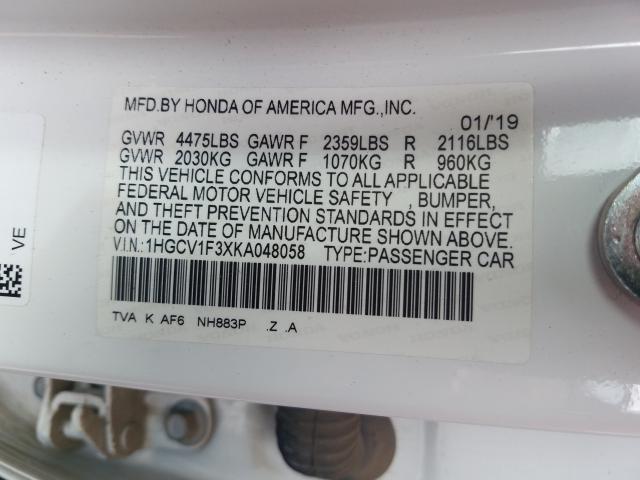 MFD.BY HONDA OF AMERICA MFG.,INC.
01/'19
GVWR 4475LBS GAWR F 2359LBS R 2116LBS
GVWR 2030KG GAWR F 1070KG R 960KG
THIS VEHICLE CONFORMS TO ALL APPLICABLE
FEDERAL MOTOR VEHICLE SAFETY , BUMPER,
AND THEFT PREVENTION STANDARDS IN EFFECT
ON THE DATE OF MANUFACTURE SHOWN ABOVE.
V.I.N.:1HGCV1F3XKA048058 TYPE:PASSENGER CAR
TVA K AF6 NH883P .Z .A
VE